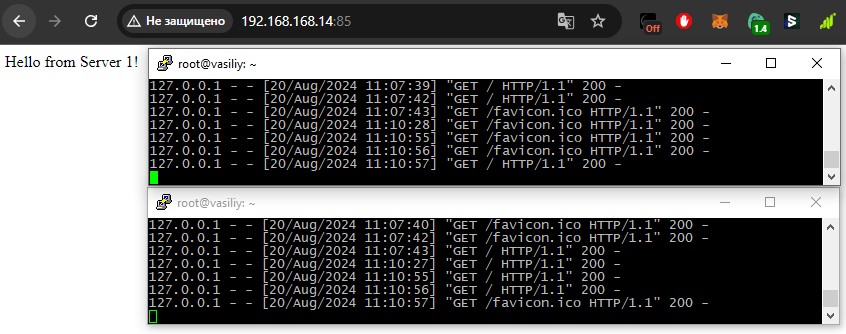 Не защищено 192.168.168.14:85
Off
1.4
Hello from Server 1!
root@vasiliy: ~
127.0.0.1 - - [20/Aug/2024 11:07:39] "GET / HTTP/1.1" 200 -
127.0.0.1 - - [20/Aug/2024 11:07:42] "GET / HTTP/1.1" 200 -
127.0.0.1 - - [20/Aug/2024 11:07:43] "GET /favicon.ico HTTP/1.1" 200 -
127.0.0.1 - - [20/Aug/2024 11:10:28] "GET /favicon.ico HTTP/1.1" 200 -
127.0.0.1 - - [20/Aug/2024 11:10:55] "GET /favicon.ico HTTP/1.1" 200 -
127.0.0.1 - - [20/Aug/2024 11:10:56] "GET /favicon.ico HTTP/1.1" 200 -
127.0.0.1 - - [20/Aug/2024 11:10:57] "GET / HTTP/1.1" 200 -
root@vasiliy: ~
127.0.0.1 - - [20/Aug/2024 11:07:40] "GET /favicon.ico HTTP/1.1" 200 -
127.0.0.1 - - [20/Aug/2024 11:07:42] "GET /favicon.ico HTTP/1.1" 200 -
127.0.0.1 - - [20/Aug/2024 11:07:43] "GET / HTTP/1.1" 200 -
127.0.0.1 - - [20/Aug/2024 11:10:27] "GET / HTTP/1.1" 200 -
127.0.0.1 - - [20/Aug/2024 11:10:55] "GET / HTTP/1.1" 200 -
127.0.0.1 - - [20/Aug/2024 11:10:56] "GET / HTTP/1.1" 200 -
127.0.0.1 - - [20/Aug/2024 11:10:57] "GET /favicon.ico HTTP/1.1" 200 -